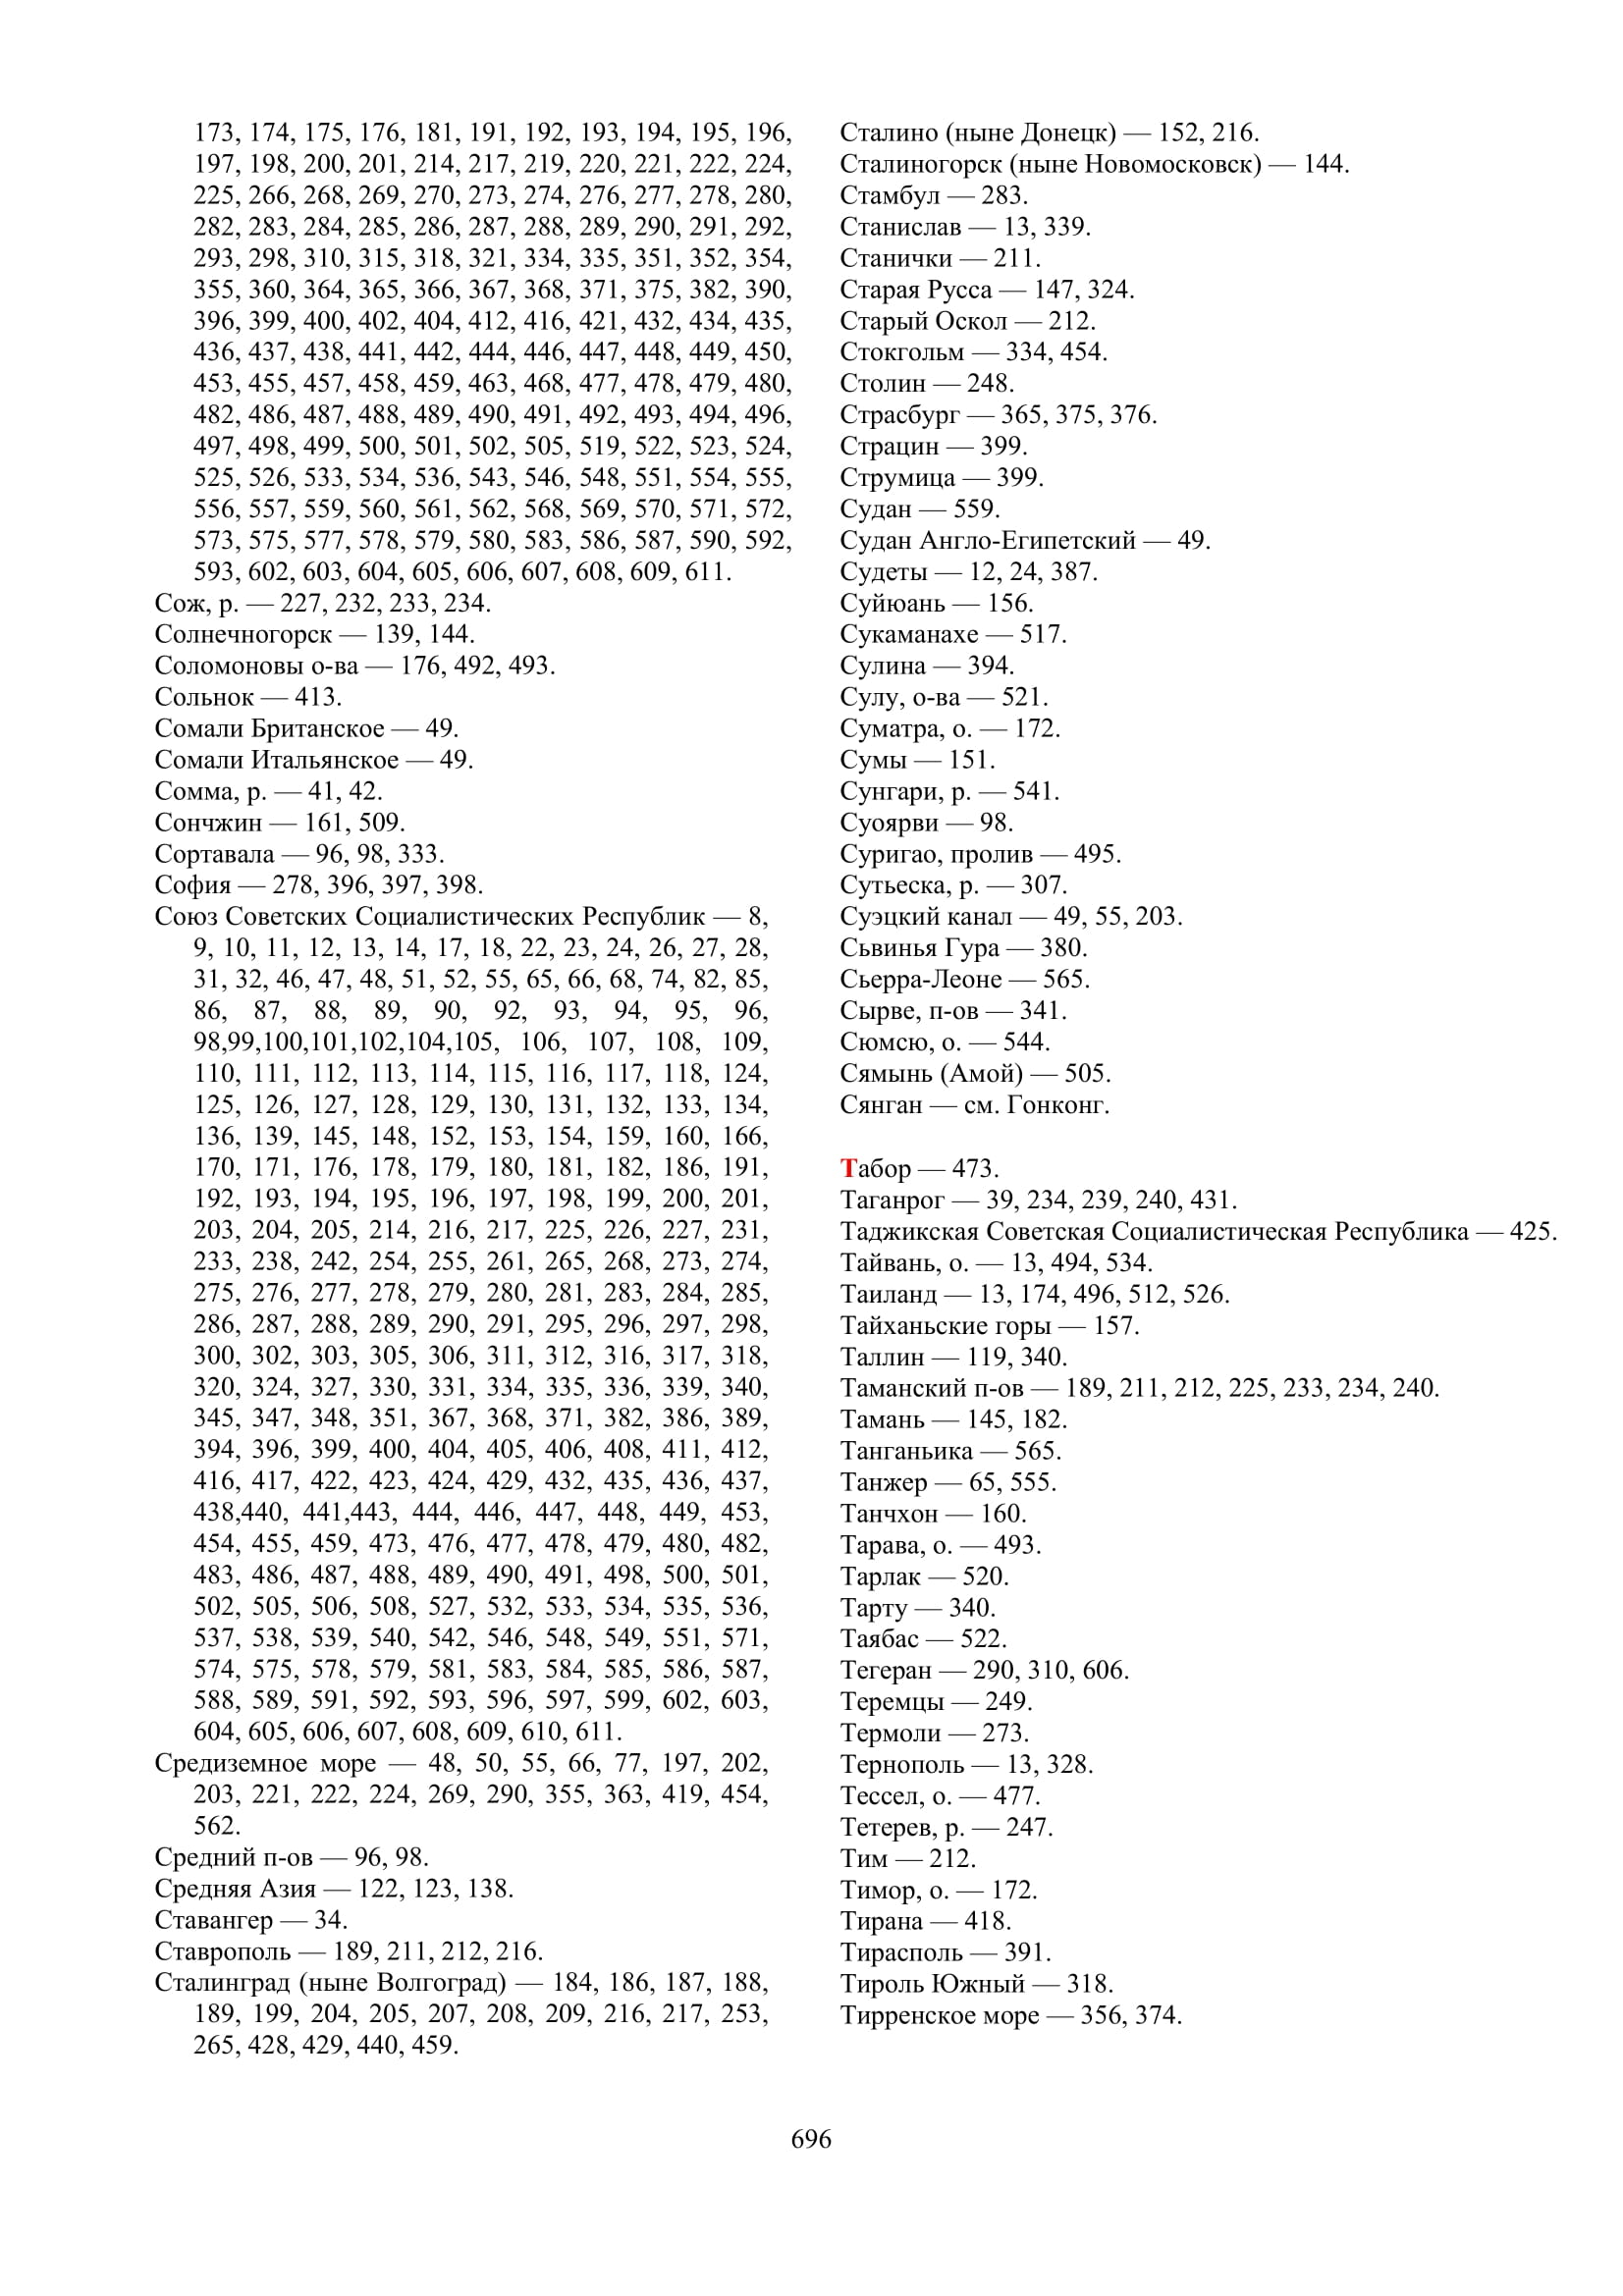 173, 174, 175, 176, 181, 191, 192, 193, 194, 195, 196,
197, 198, 200, 201, 214, 217, 219, 220, 221, 222, 224,
225, 266, 268, 269, 270, 273, 274, 276, 277, 278, 280,
282, 283, 284, 285, 286, 287, 288, 289, 290, 291, 292,
293, 298, 310, 315, 318, 321, 334, 335, 351, 352, 354,
355, 360, 364, 365, 366, 367, 368, 371, 375, 382, 390,
396, 399, 400, 402, 404, 412, 416, 421, 432, 434, 435,
436, 437, 438, 441, 442, 444, 446, 447, 448, 449, 450,
453, 455, 457, 458, 459, 463, 468, 477, 478, 479, 480,
482, 486, 487, 488, 489, 490, 491, 492, 493, 494, 496,
497, 498, 499, 500, 501, 502, 505, 519, 522, 523, 524,
525, 526, 533, 534, 536, 543, 546, 548, 551, 554, 555,
556, 557, 559, 560, 561, 562, 568, 569, 570, 571, 572,
573, 575, 577, 578, 579, 580, 583, 586, 587, 590, 592,
593, 602, 603, 604, 605, 606, 607, 608, 609, 611.
Сож, р. — 227, 232, 233, 234.
Солнечногорск — 139, 144.
Соломоновы о-ва — 176, 492, 493.
Сольнок — 413.
Сомали Британское — 49.
Сомали Итальянское — 49.
Сомма, р. — 41, 42.
Сончжин — 161, 509.
Сортавала — 96, 98, 333.
София — 278, 396, 397, 398.
Союз Советских Социалистических Республик — 8,
9, 10, 11, 12, 13, 14, 17, 18, 22, 23, 24, 26, 27, 28,
31, 32, 46, 47, 48, 51, 52, 55, 65, 66, 68, 74, 82, 85,
86, 87, 88, 89, 90, 92, 93, 94, 95, 96,
98,99,100,101,102,104,105, 106, 107, 108, 109,
110, 111, 112, 113, 114, 115, 116, 117, 118, 124,
125, 126, 127, 128, 129, 130, 131, 132, 133, 134,
136, 139, 145, 148, 152, 153, 154, 159, 160, 166,
170, 171, 176, 178, 179, 180, 181, 182, 186, 191,
192, 193, 194, 195, 196, 197, 198, 199, 200, 201,
203, 204, 205, 214, 216, 217, 225, 226, 227, 231,
233, 238, 242, 254, 255, 261, 265, 268, 273, 274,
275, 276, 277, 278, 279, 280, 281, 283, 284, 285,
286, 287, 288, 289, 290, 291, 295, 296, 297, 298,
300, 302, 303, 305, 306, 311, 312, 316, 317, 318,
320, 324, 327, 330, 331, 334, 335, 336, 339, 340,
345, 347, 348, 351, 367, 368, 371, 382, 386, 389,
394, 396, 399, 400, 404, 405, 406, 408, 411, 412,
416, 417, 422, 423, 424, 429, 432, 435, 436, 437,
438,440, 441,443, 444, 446, 447, 448, 449, 453,
454, 455, 459, 473, 476, 477, 478, 479, 480, 482,
483, 486, 487, 488, 489, 490, 491, 498, 500, 501,
502, 505, 506, 508, 527, 532, 533, 534, 535, 536,
537, 538, 539, 540, 542, 546, 548, 549, 551, 571,
574, 575, 578, 579, 581, 583, 584, 585, 586, 587,
588, 589, 591, 592, 593, 596, 597, 599, 602, 603,
604, 605, 606, 607, 608, 609, 610, 611.
Средиземное море — 48, 50, 55, 66, 77, 197, 202,
203, 221, 222, 224, 269, 290, 355, 363, 419, 454,
562.
Средний п-ов — 96, 98.
Средняя Азия — 122, 123, 138.
Ставангер — 34.
Ставрополь — 189, 211, 212, 216.
Сталинград (ныне Волгоград) — 184, 186, 187, 188,
189, 199, 204, 205, 207, 208, 209, 216, 217, 253,
265, 428, 429, 440, 459.
Сталино (ныне Донецк) — 152, 216.
Сталиногорск (ныне Новомосковск) — 144.
Стамбул — 283.
Станислав — 13, 339.
Станички — 211.
Старая Русса — 147, 324.
Старый Оскол — 212.
Стокгольм — 334, 454.
Столин — 248.
Страсбург — 365, 375, 376.
Страцин — 399.
Струмица — 399.
Судан — 559.
Судан Англо-Египетский — 49.
Судеты — 12, 24, 387.
Суйюань — 156.
Сукаманахе — 517.
Сулина — 394.
Сулу, о-ва — 521.
Суматра, о. — 172.
Сумы — 151.
Сунгари, р. — 541.
Суоярви — 98.
Суригао, пролив — 495.
Сутьеска, р. — 307.
Суэцкий канал — 49, 55, 203.
Сьвинья Гура — 380.
Сьерра-Леоне — 565.
Сырве, п-ов — 341.
Сюмсю, о. — 544.
Сямынь (Амой) — 505.
Сянган — см. Гонконг.
Табор — 473.
Таганрог — 39, 234, 239, 240, 431.
Таджикская Советская Социалистическая Республика — 425.
Тайвань, о. — 13, 494, 534.
Таиланд — 13, 174, 496, 512, 526.
Тайханьские горы — 157.
Таллин — 119, 340.
Таманский п-ов — 189, 211, 212, 225, 233, 234, 240.
Тамань — 145, 182.
Танганьика — 565.
Танжер — 65, 555.
Танчхон — 160.
Тарава, о. — 493.
Тарлак — 520.
Тарту — 340.
Таябас — 522.
Тегеран — 290, 310, 606.
Теремцы — 249.
Термоли — 273.
Тернополь — 13, 328.
Тессел, о. — 477.
Тетерев, р. — 247.
Тим — 212.
Тимор, о. — 172.
Тирана — 418.
Тирасполь — 391.
Тироль Южный — 318.
Тирренское море — 356, 374.
696